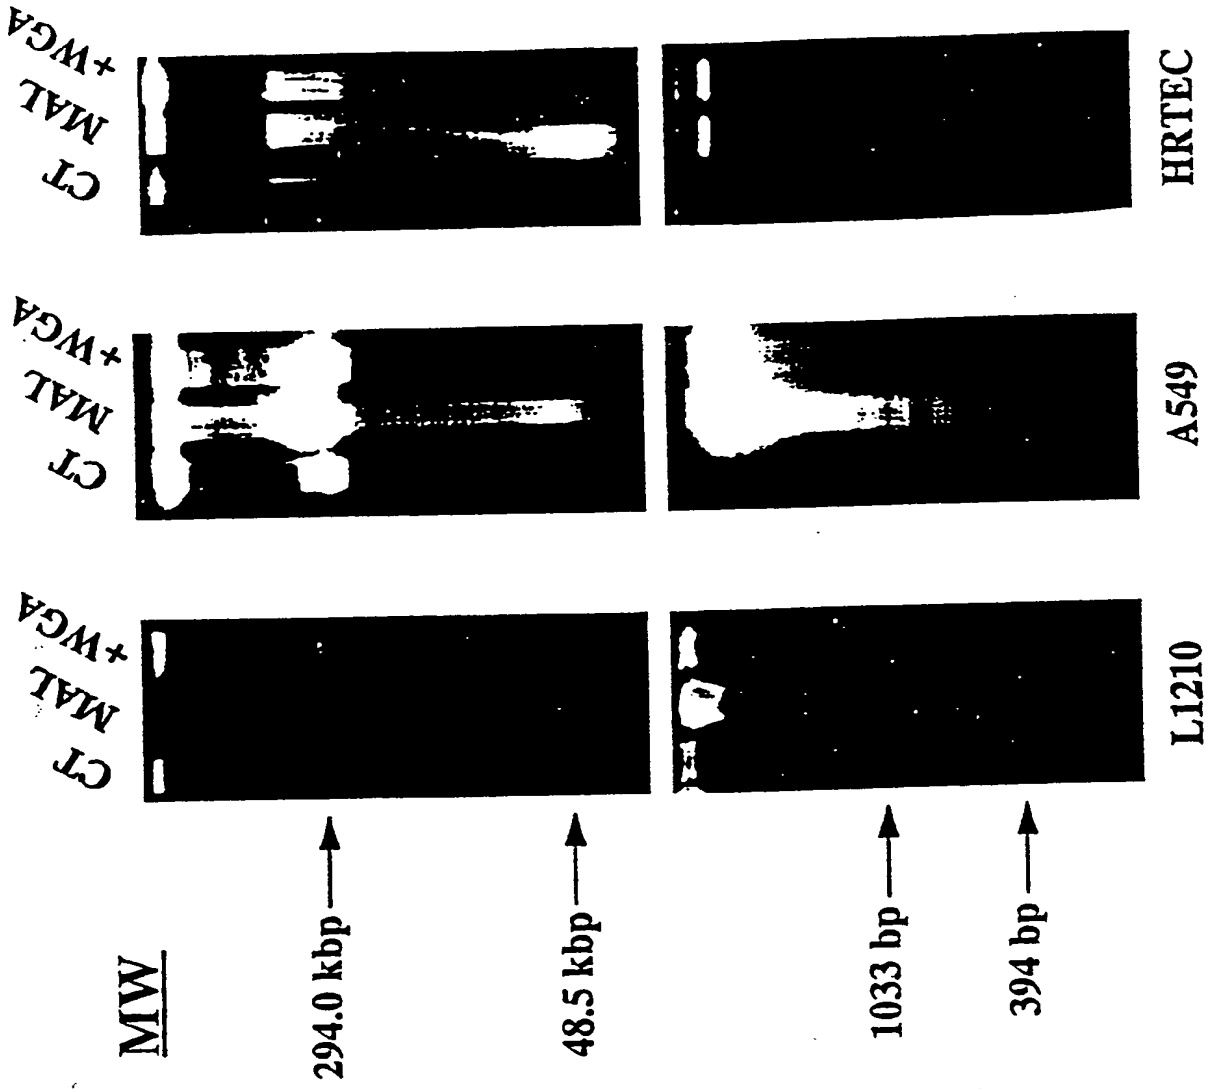 MW
294.0 kbp
48.5 kbp
1033 bp
394 bp
CT
MAL
+WGA
L1210
CT
MAL
+WGA
A549
CT
MAL
+WGA
HRTEC